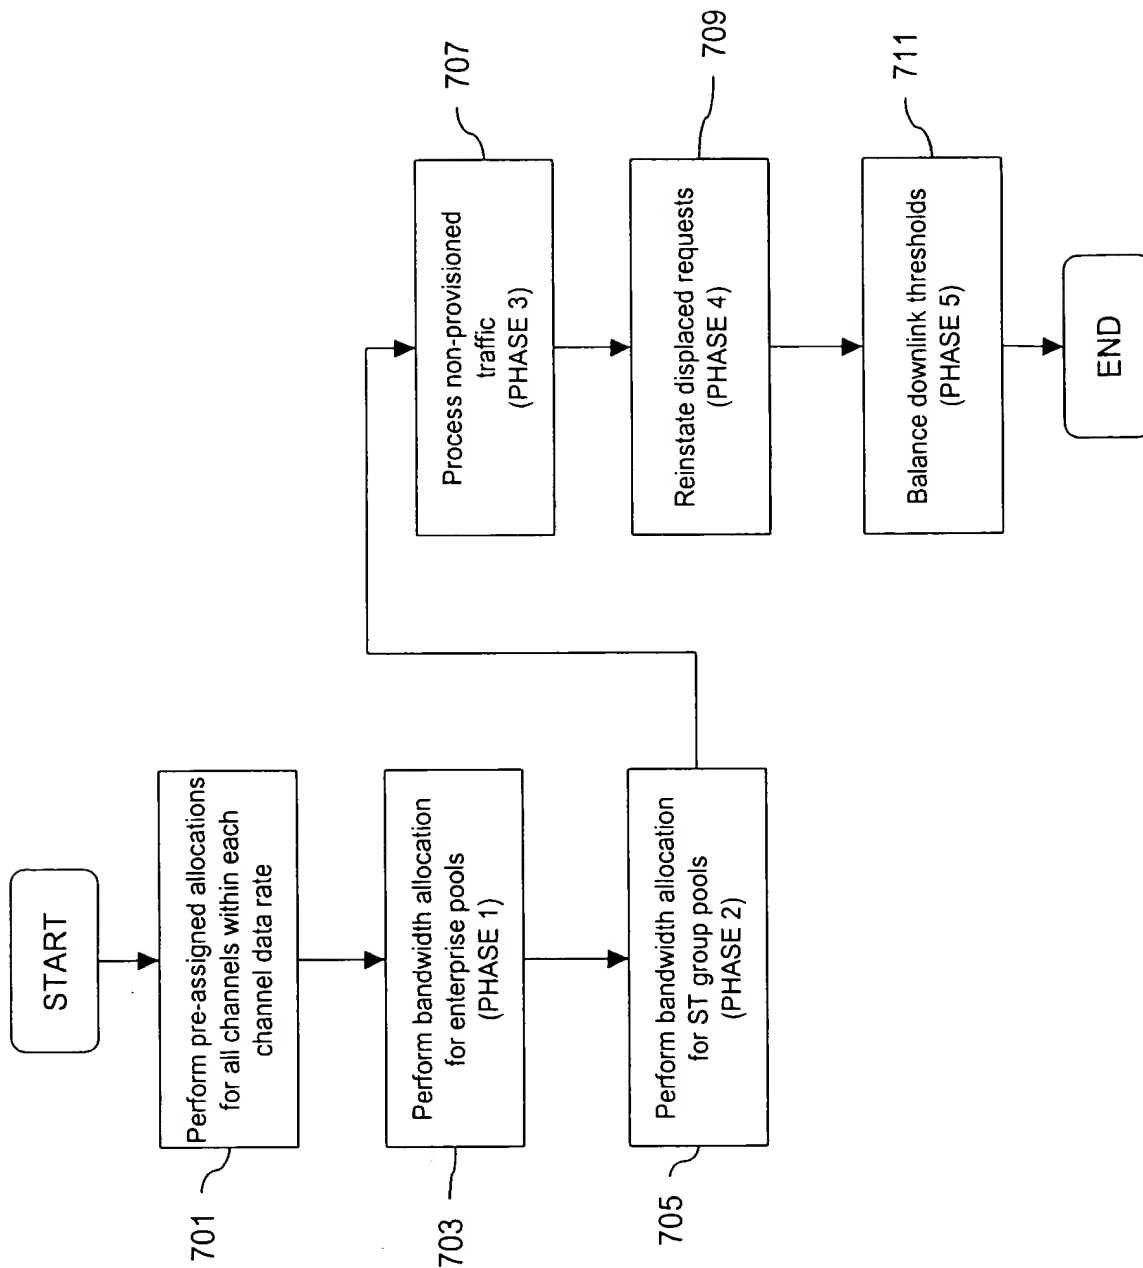 START
Perform pre-assigned allocations
for all channels within each
channel data rate
701
Perform bandwidth allocation
for enterprise pools
(PHASE 1)
703
Perform bandwidth allocation
for ST group pools
(PHASE 2)
705
Process non-provisioned
traffic
(PHASE 3)
707
Reinstate displaced requests
(PHASE 4)
709
Balance downlink thresholds
(PHASE 5)
711
END